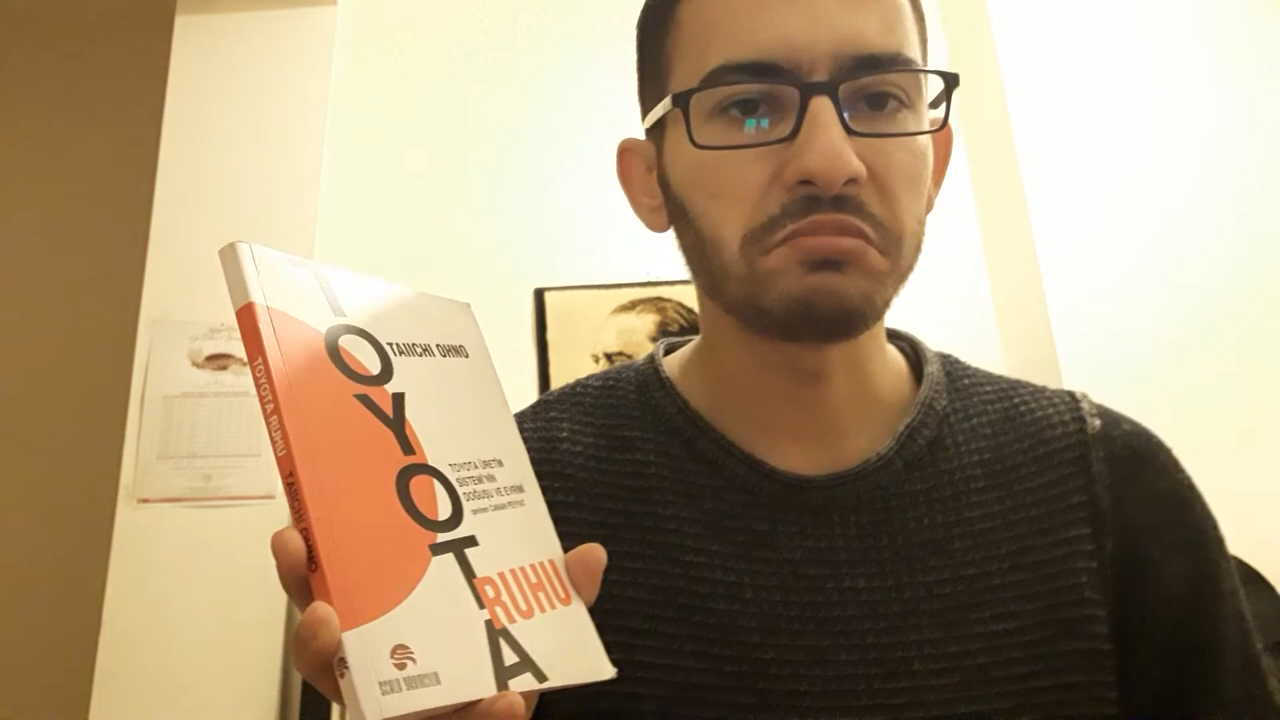 TOYOTA
TAIICHI OHNO
TOYOTA ÜRETİM
SİSTEMİ'NİN
DOĞUŞU VE EVRİMİ
RUHU
TOYOTA RUHU
TAIICHI OHNO